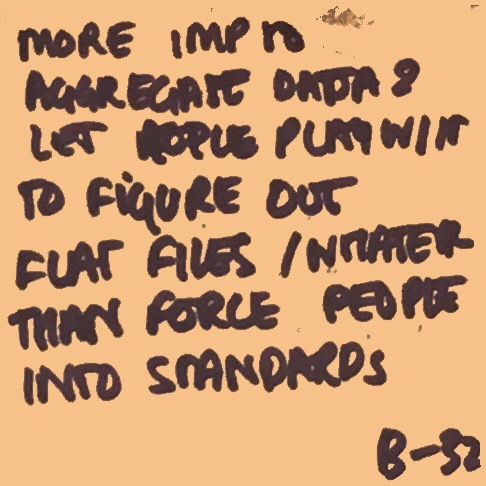 MORE IMP TO
AGGREGATE DATA &
LET PEOPLE PLAY W/ IT
TO FIGURE OUT
FLAT FILES / WHATEVER
THAN FORCE PEOPLE
INTO STANDARDS
B-32